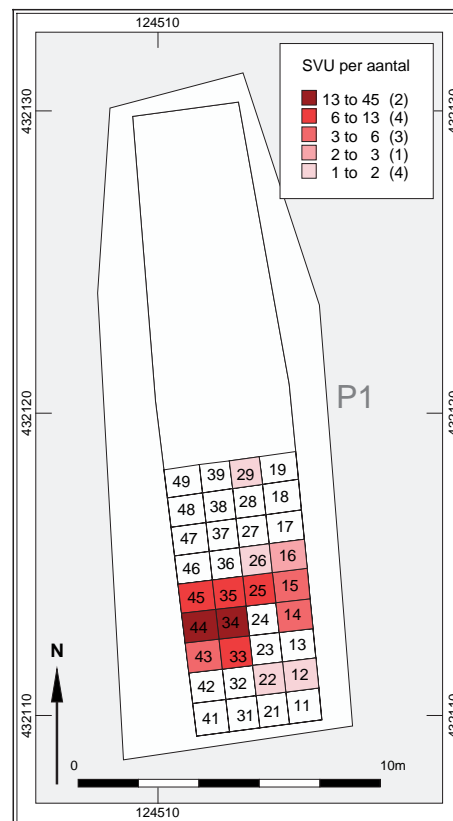 124510
SVU per aantal
13 to 45 (2)
6 to 13 (4)
3 to 6 (3)
2 to 3 (1)
1 to 2 (4)
432130
432130
P1
432120
432120
49 39 29 19
48 38 28 18
47 37 27 17
46 36 26 16
45 35 25 15
44 34 24 14
43 33 23 13
42 32 22 12
41 31 21 11
N
432110
432110
0 10m
124510